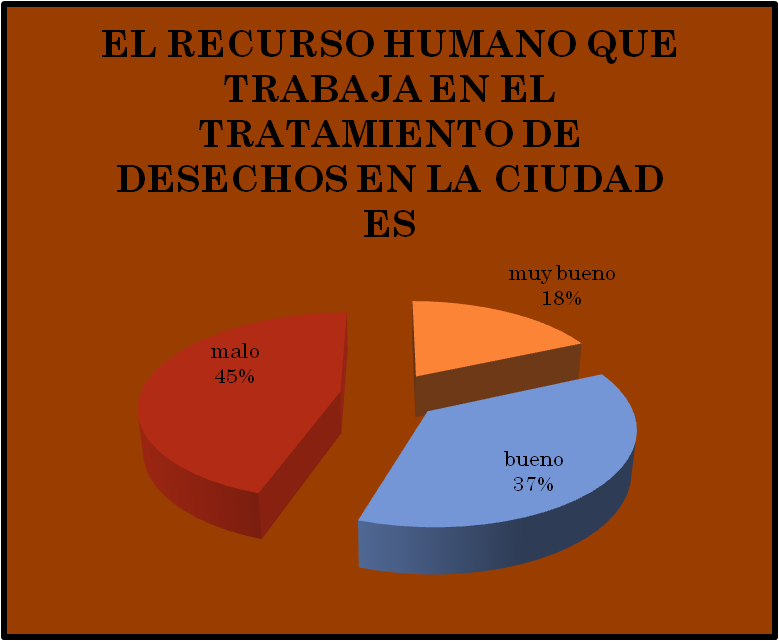 EL RECURSO HUMANO QUE
TRABAJA EN EL
TRATAMIENTO DE
DESECHOS EN LA CIUDAD
ES
muy bueno
18%
malo
45%
bueno
37%